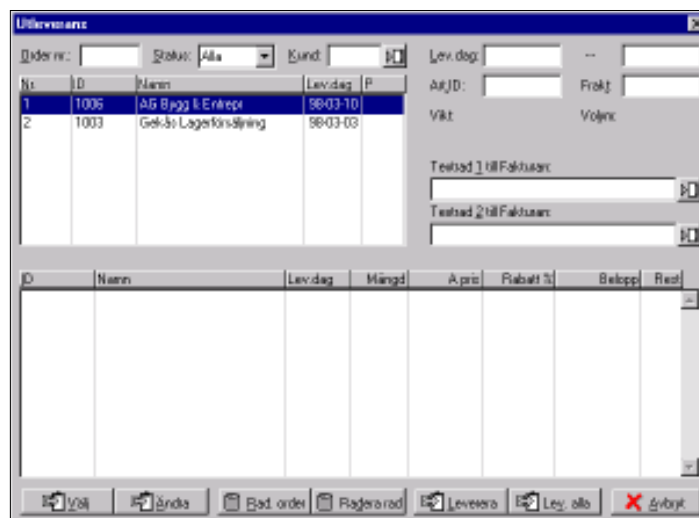 Utleverans
Order nr.: Status: Alla Kund: Lev. dag: --
Nr. ID Namn Lev.dag P Art.ID: Frakt:
1 1006 AG Bygg & Entrepr 98-03-10
2 1003 Gekås Lagerförsäljning 98-03-03
Vikt: Volym:
Textrad 1 till Fakturan:
Textrad 2 till Fakturan:
ID Namn Lev.dag Mängd A pris Rabatt % Belopp Rest
Välj Ändra Rad. order Radera rad Leverera Lev. alla Avbryt